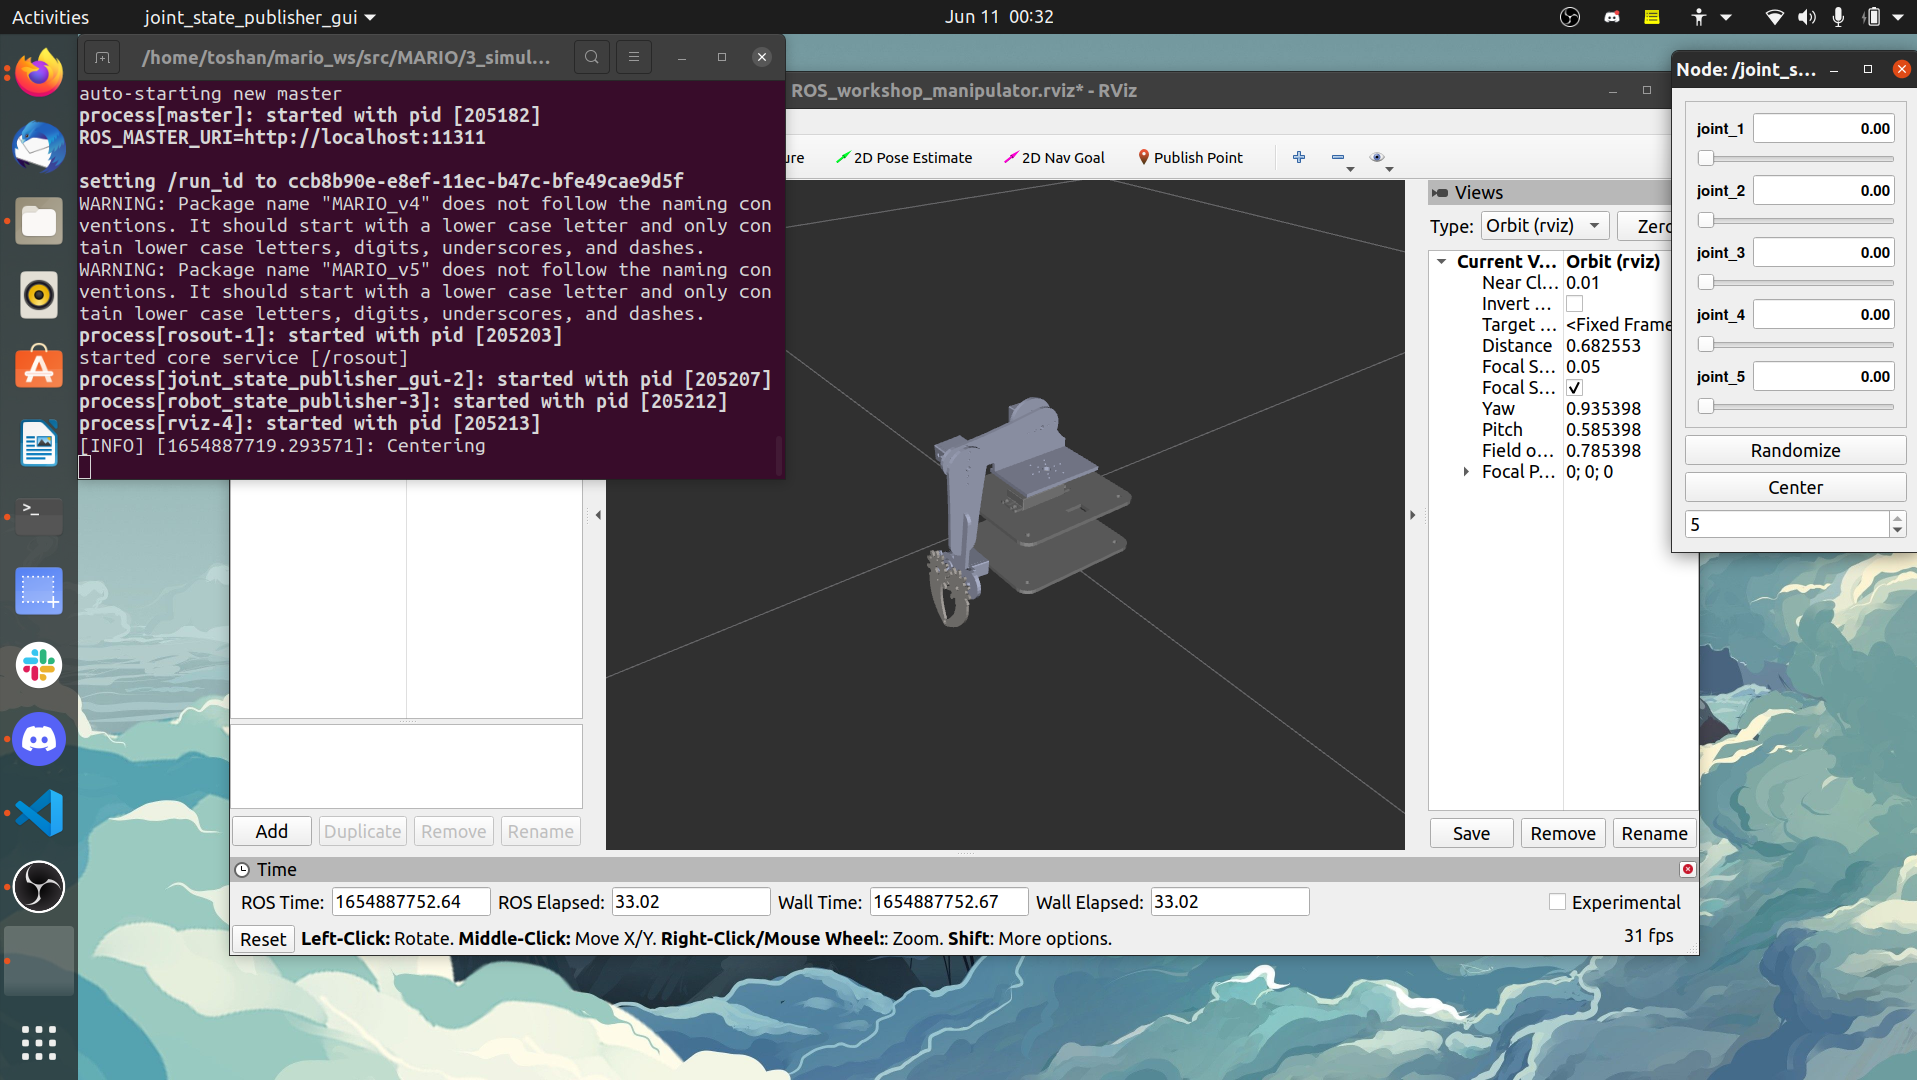 Activities
joint_state_publisher_gui
Jun 11 00:32
/home/toshan/mario_ws/src/MARIO/3_simul...
auto-starting new master
process[master]: started with pid [205182]
ROS_MASTER_URI=http://localhost:11311
setting /run_id to ccb8b90e-e8ef-11ec-b47c-bfe49cae9d5f
WARNING: Package name "MARIO_v4" does not follow the naming con
ventions. It should start with a lower case letter and only con
tain lower case letters, digits, underscores, and dashes.
WARNING: Package name "MARIO_v5" does not follow the naming con
ventions. It should start with a lower case letter and only con
tain lower case letters, digits, underscores, and dashes.
process[rosout-1]: started with pid [205203]
started core service [/rosout]
process[joint_state_publisher_gui-2]: started with pid [205207]
process[robot_state_publisher-3]: started with pid [205212]
process[rviz-4]: started with pid [205213]
[INFO] [1654887719.293571]: Centering
ROS_workshop_manipulator.rviz* - RViz
ure
2D Pose Estimate
2D Nav Goal
Publish Point
Views
Type: Orbit (rviz)
Zero
Current V... Orbit (rviz)
Near Cl... 0.01
Invert ...
Target ... <Fixed Frame
Distance 0.682553
Focal S... 0.05
Focal S...
Yaw 0.935398
Pitch 0.585398
Field o... 0.785398
Focal P... 0; 0; 0
Save
Remove
Rename
Node: /joint_s...
joint_1 0.00
joint_2 0.00
joint_3 0.00
joint_4 0.00
joint_5 0.00
Randomize
Center
5
Add
Duplicate
Remove
Rename
Time
ROS Time: 1654887752.64 ROS Elapsed: 33.02 Wall Time: 1654887752.67 Wall Elapsed: 33.02
Experimental
Reset
Left-Click: Rotate. Middle-Click: Move X/Y. Right-Click/Mouse Wheel:: Zoom. Shift: More options.
31 fps